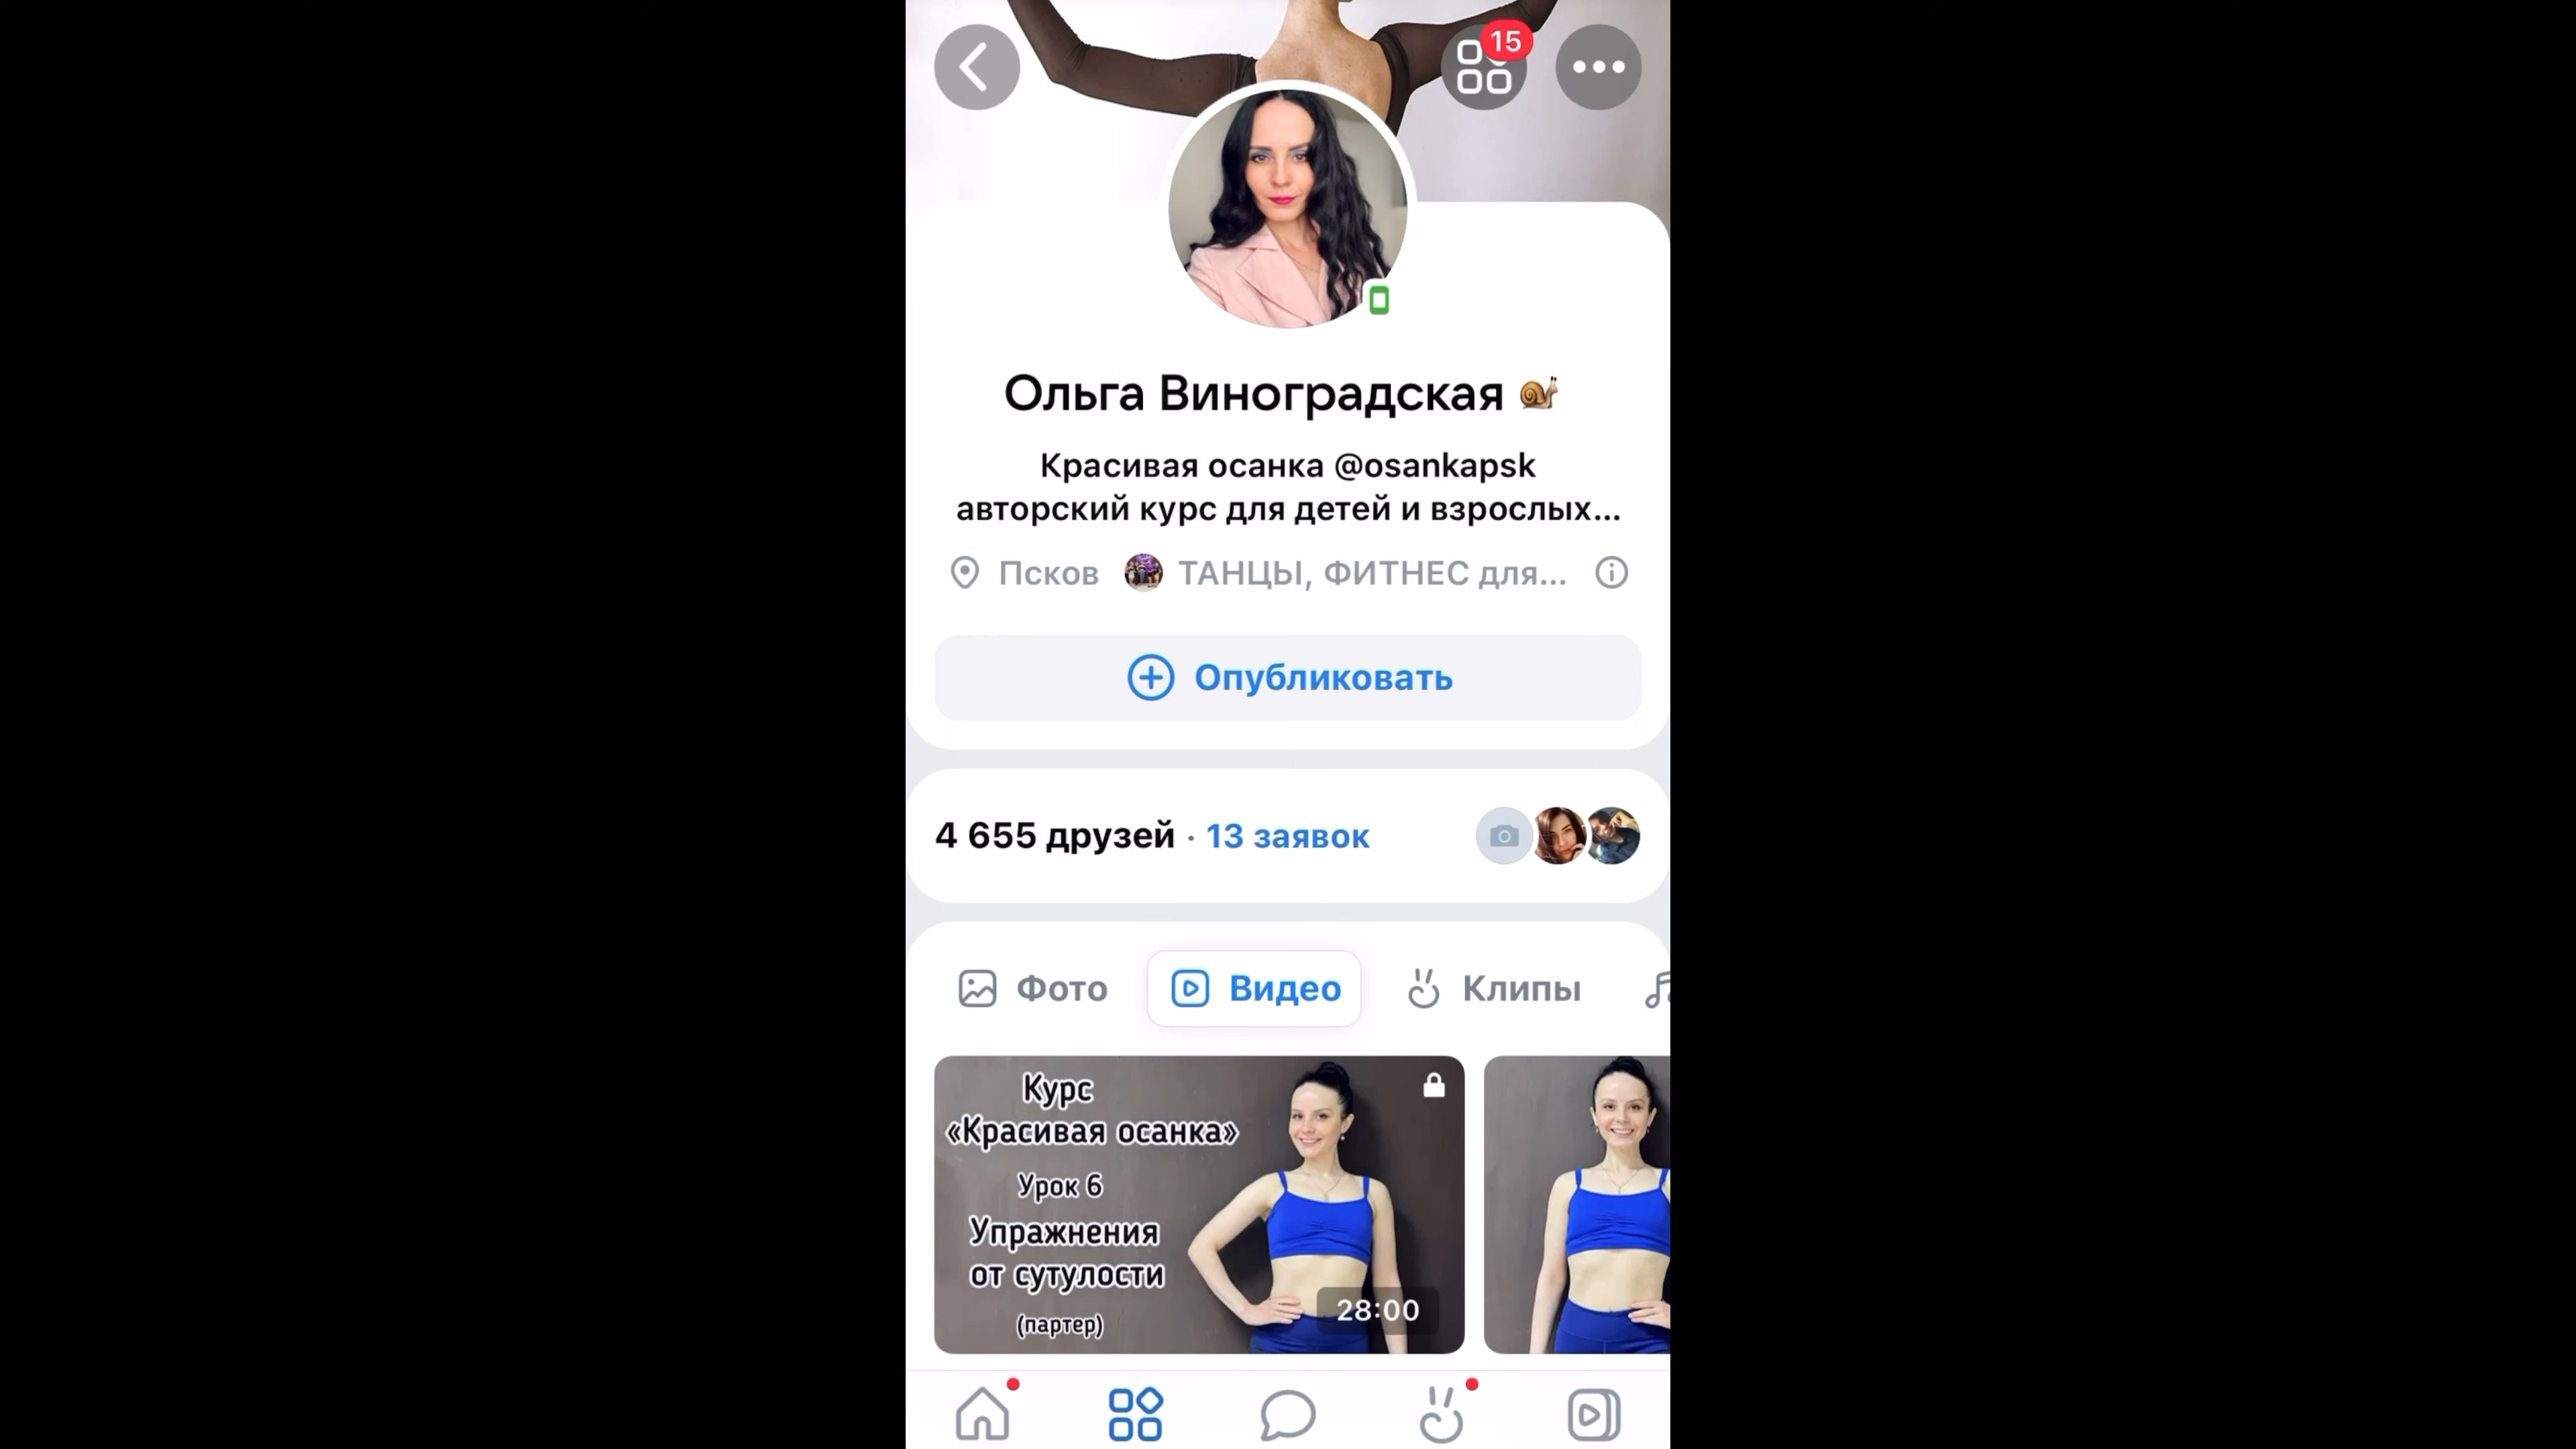 15
Ольга Виноградская 🐌
Красивая осанка @osankapsk
авторский курс для детей и взрослых...
Псков ТАНЦЫ, ФИТНЕС для...
Опубликовать
4 655 друзей · 13 заявок
Фото Видео Клипы
Курс
«Красивая осанка»
Урок 6
Упражнения
от сутулости
(партер)
28:00